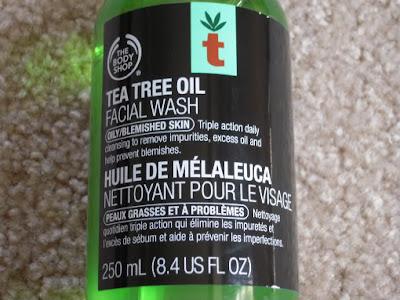 THE
BODY
SHOP
t
TEA TREE OIL
FACIAL WASH
OILY/BLEMISHED SKIN Triple action daily
cleansing to remove impurities, excess oil and
help prevent blemishes.
HUILE DE MÉLALEUCA
NETTOYANT POUR LE VISAGE
PEAUX GRASSES ET À PROBLÈMES Nettoyage
quotidien triple action qui élimine les impuretés et
l'excès de sébum et aide à prévenir les imperfections.
250 mL (8.4 US FL OZ)